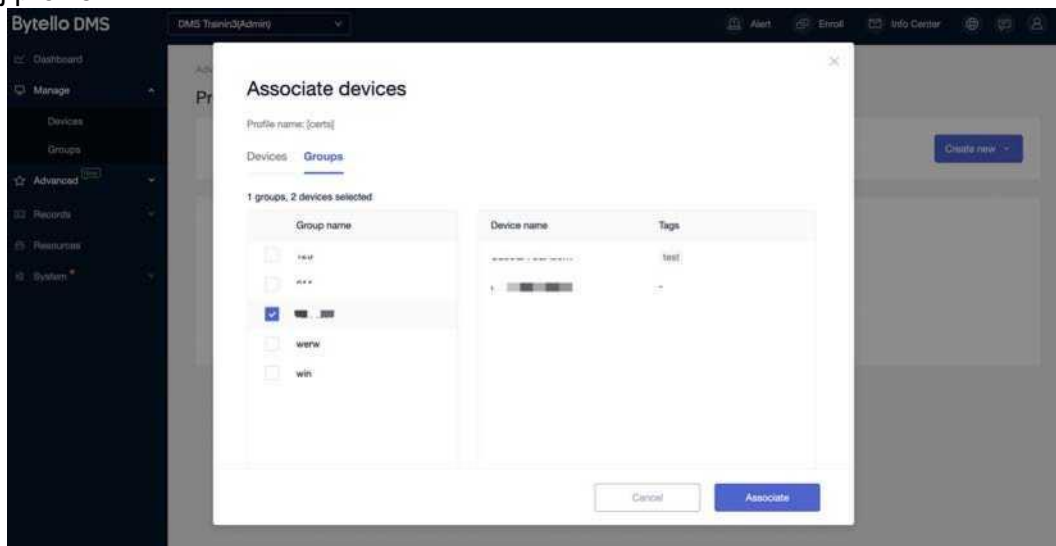 Bytello DMS
DMS Trainin3(Admin)
Alert
Enroll
Info Center
Dashboard
Manage
Devices
Groups
Advanced
Records
Resources
System
Pr
Create new
Associate devices
Profile name: [certs]
Devices Groups
1 groups, 2 devices selected
Group name
werw
win
Device name Tags
test
-
Cancel
Associate